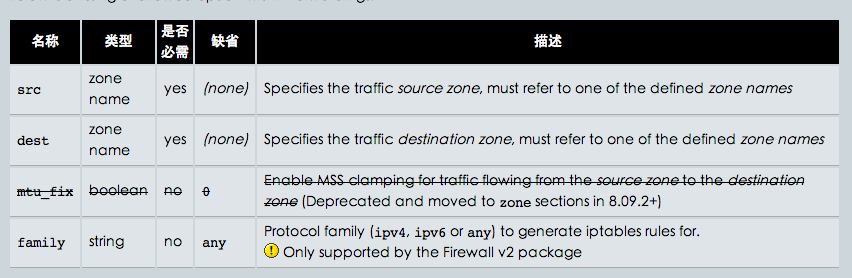 名称 类型 是否必需 缺省 描述
src zone name yes (none) Specifies the traffic source zone, must refer to one of the defined zone names
dest zone name yes (none) Specifies the traffic destination zone, must refer to one of the defined zone names
mtu_fix boolean no 0 Enable MSS clamping for traffic flowing from the source zone to the destination
zone (Deprecated and moved to zone sections in 8.09.2+)
family string no any Protocol family (ipv4, ipv6 or any) to generate iptables rules for.
Only supported by the Firewall v2 package